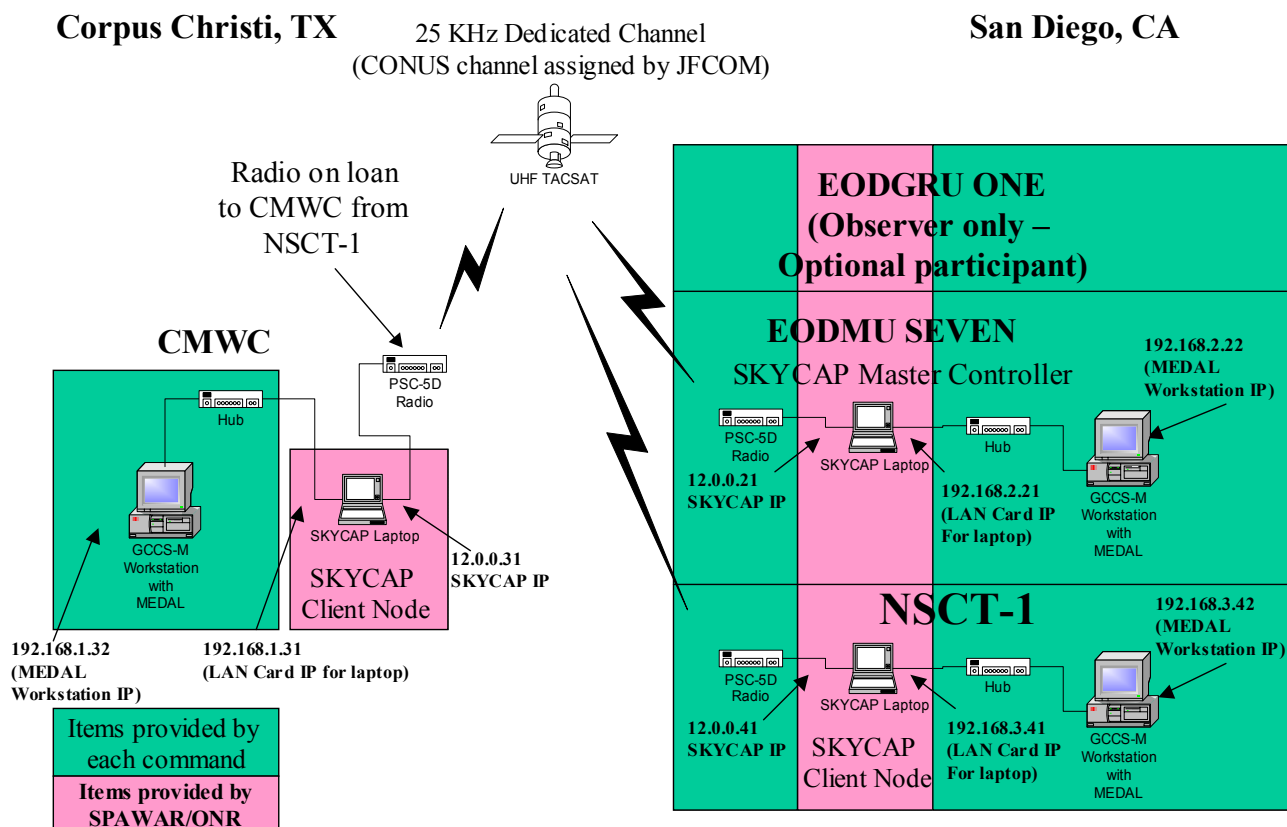 Corpus Christi, TX
25 KHz Dedicated Channel
(CONUS channel assigned by JFCOM)
San Diego, CA
UHF TACSAT
Radio on loan
to CMWC from
NSCT-1
CMWC
Hub
PSC-5D
Radio
GCCS-M
Workstation
with
MEDAL
SKYCAP Laptop
SKYCAP
Client Node
12.0.0.31
SKYCAP IP
192.168.1.32
(MEDAL
Workstation IP)
192.168.1.31
(LAN Card IP for laptop)
Items provided by
each command
Items provided by
SPAWAR/ONR
EODGRU ONE
(Observer only –
Optional participant)
EODMU SEVEN
SKYCAP Master Controller
192.168.2.22
(MEDAL
Workstation IP)
PSC-5D
Radio
SKYCAP Laptop
Hub
12.0.0.21
SKYCAP IP
192.168.2.21
(LAN Card IP
For laptop)
GCCS-M
Workstation
with
MEDAL
NSCT-1
192.168.3.42
(MEDAL
Workstation IP)
PSC-5D
Radio
SKYCAP Laptop
Hub
12.0.0.41
SKYCAP IP
SKYCAP
Client Node
192.168.3.41
(LAN Card IP
For laptop)
GCCS-M
Workstation
with
MEDAL